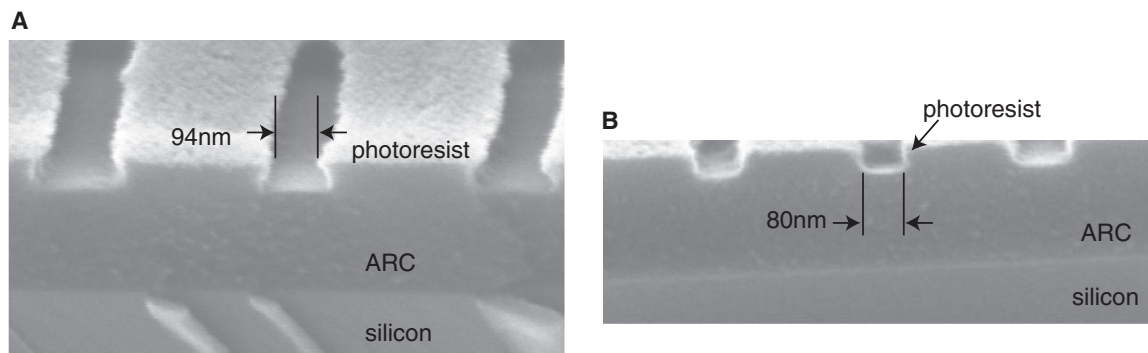 A
94nm
photoresist
ARC
silicon
B
photoresist
80nm
ARC
silicon